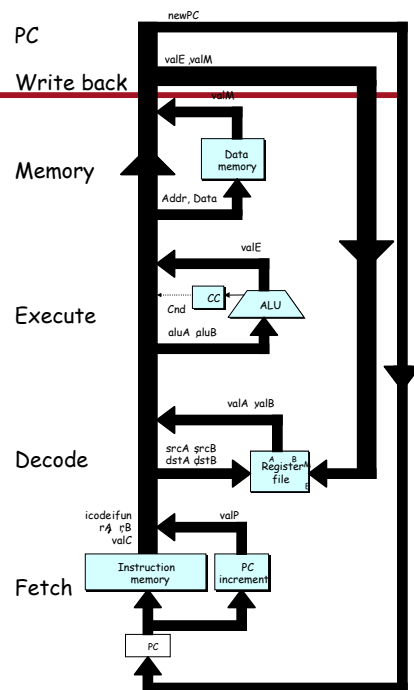 newPC
PC
valE ,valM
Write back
valM
Data
memory
Memory
Addr, Data
valE
CC
ALU
Cnd
Execute
aluA ,aluB
valA ,valB
srcA ,srcB
dstA ,dstB
A B
M
Register
file
E
Decode
icode ifun
rA , rB
valC
valP
Instruction
memory
PC
increment
Fetch
PC